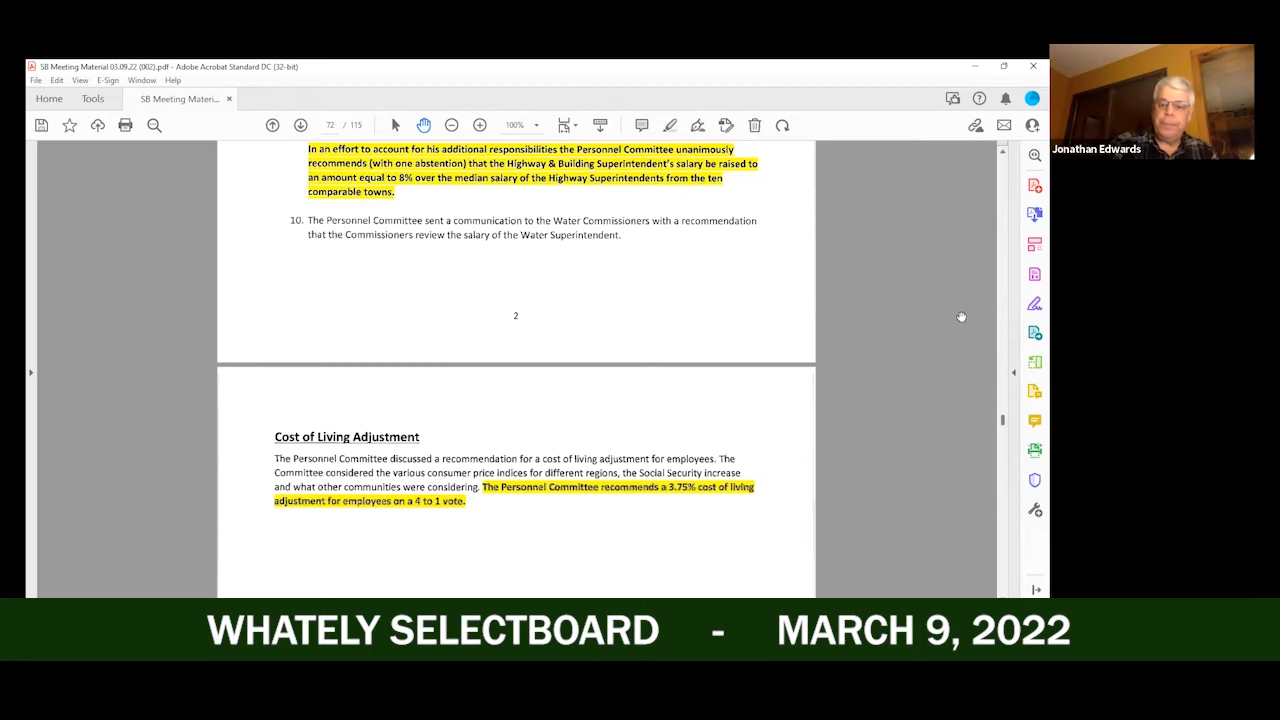 SB Meeting Material 03.09.22 (002).pdf - Adobe Acrobat Standard DC (32-bit)
File Edit View E-Sign Window Help
Home Tools SB Meeting Materi... ×
72 / 115 100%
Jonathan Edwards
In an effort to account for his additional responsibilities the Personnel Committee unanimously
recommends (with one abstention) that the Highway & Building Superintendent's salary be raised to
an amount equal to 8% over the median salary of the Highway Superintendents from the ten
comparable towns.
10. The Personnel Committee sent a communication to the Water Commissioners with a recommendation
that the Commissioners review the salary of the Water Superintendent.
2
Cost of Living Adjustment
The Personnel Committee discussed a recommendation for a cost of living adjustment for employees. The
Committee considered the various consumer price indices for different regions, the Social Security increase
and what other communities were considering. The Personnel Committee recommends a 3.75% cost of living
adjustment for employees on a 4 to 1 vote.
WHATELY SELECTBOARD - MARCH 9, 2022